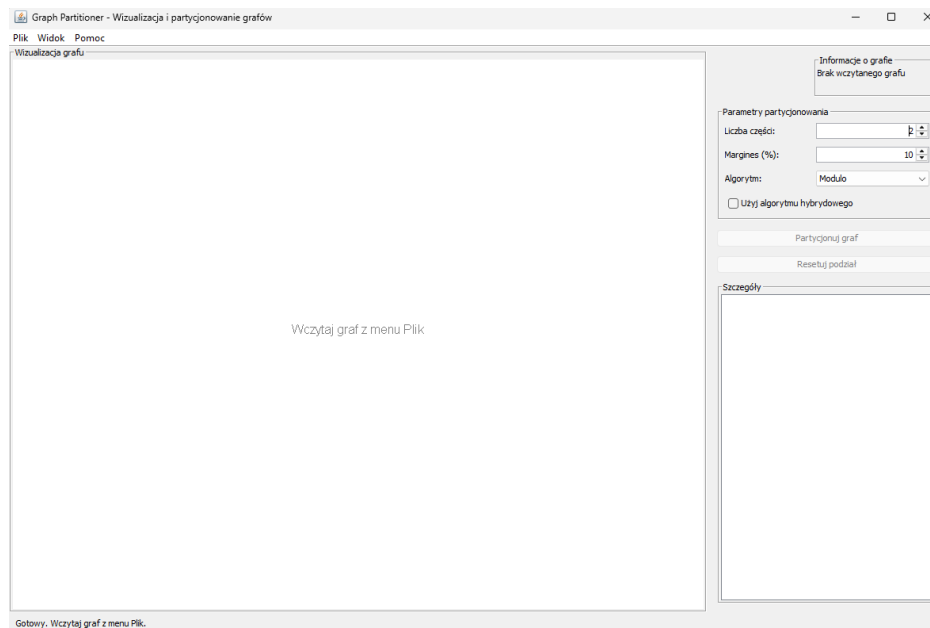 Graph Partitioner - Wizualizacja i partycjonowanie grafów
Plik Widok Pomoc
Wizualizacja grafu
Informacje o grafie
Brak wczytanego grafu
Parametry partycjonowania
Liczba części: 2
Margines (%): 10
Algorytm: Modulo
Użyj algorytmu hybrydowego
Partycjonuj graf
Resetuj podział
Szczegóły
Wczytaj graf z menu Plik
Gotowy. Wczytaj graf z menu Plik.